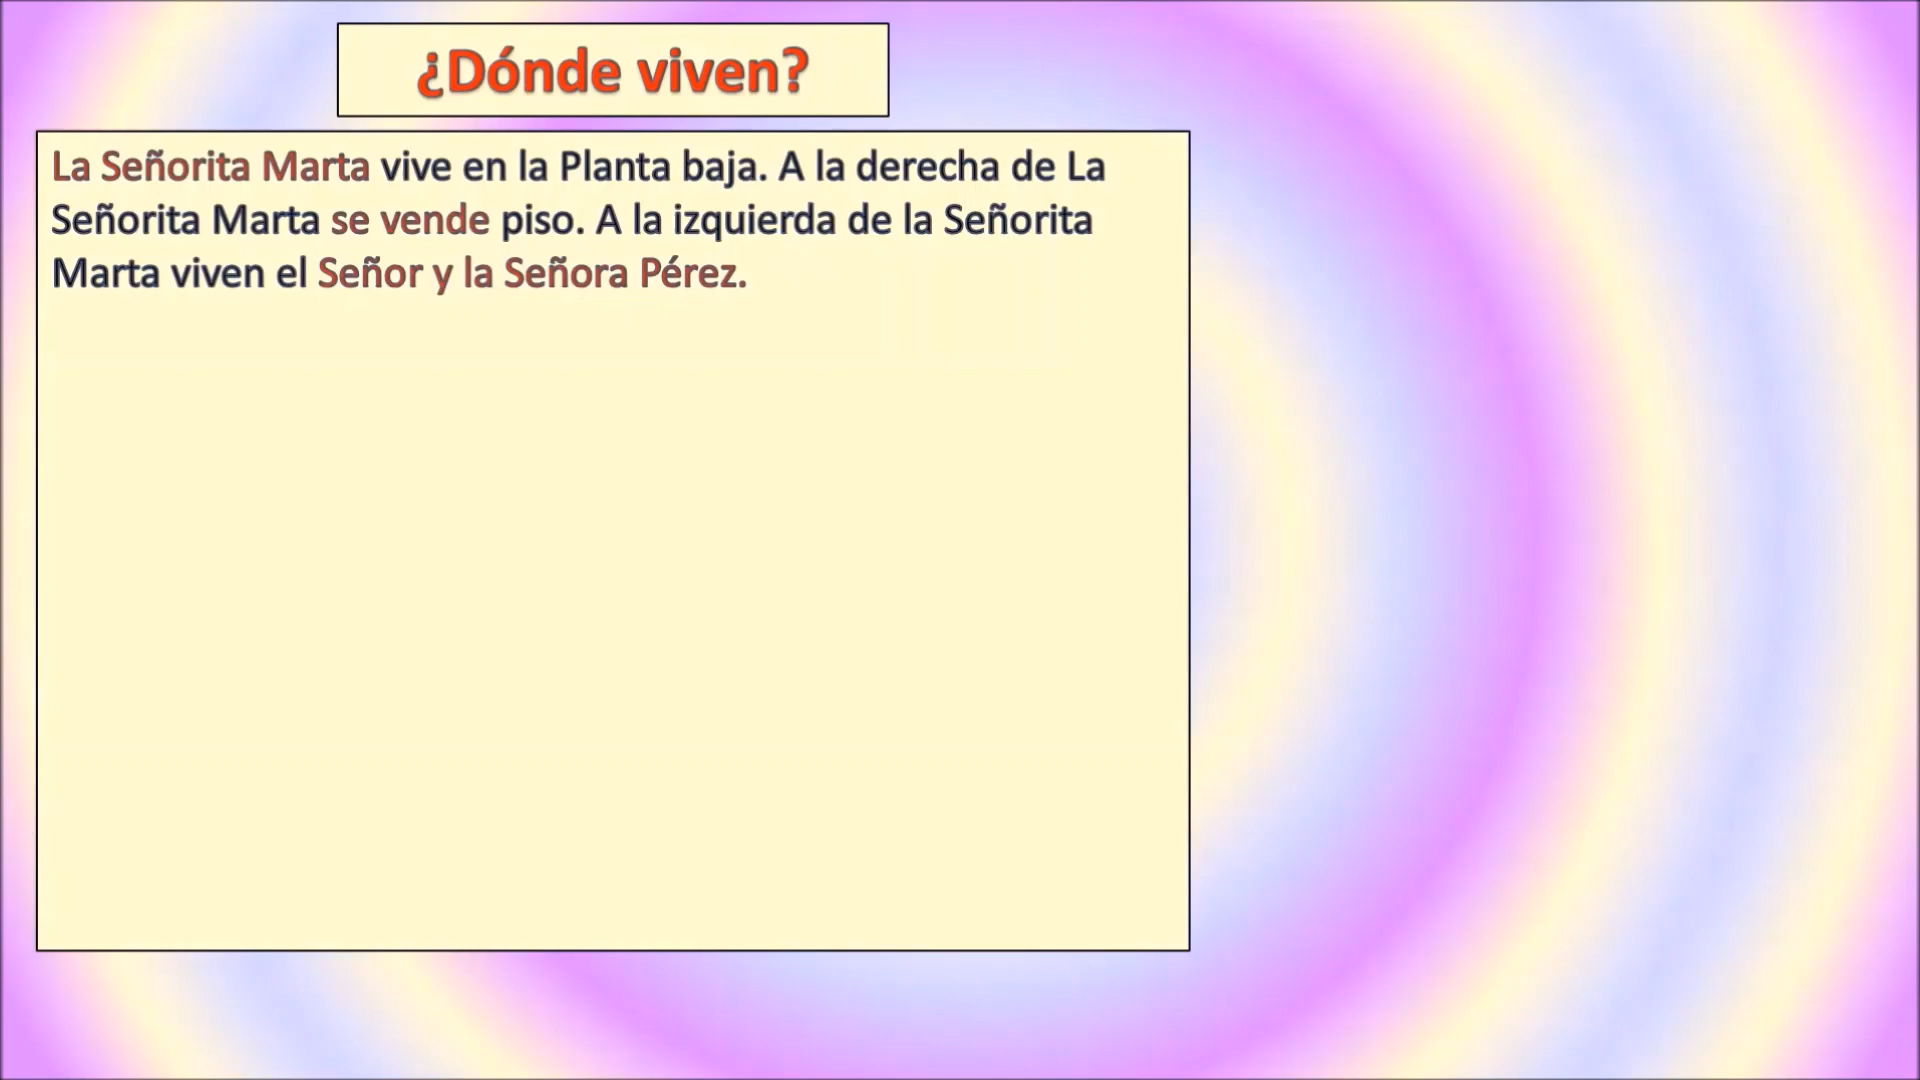 ¿Dónde viven?
La Señorita Marta vive en la Planta baja. A la derecha de La
Señorita Marta se vende piso. A la izquierda de la Señorita
Marta viven el Señor y la Señora Pérez.